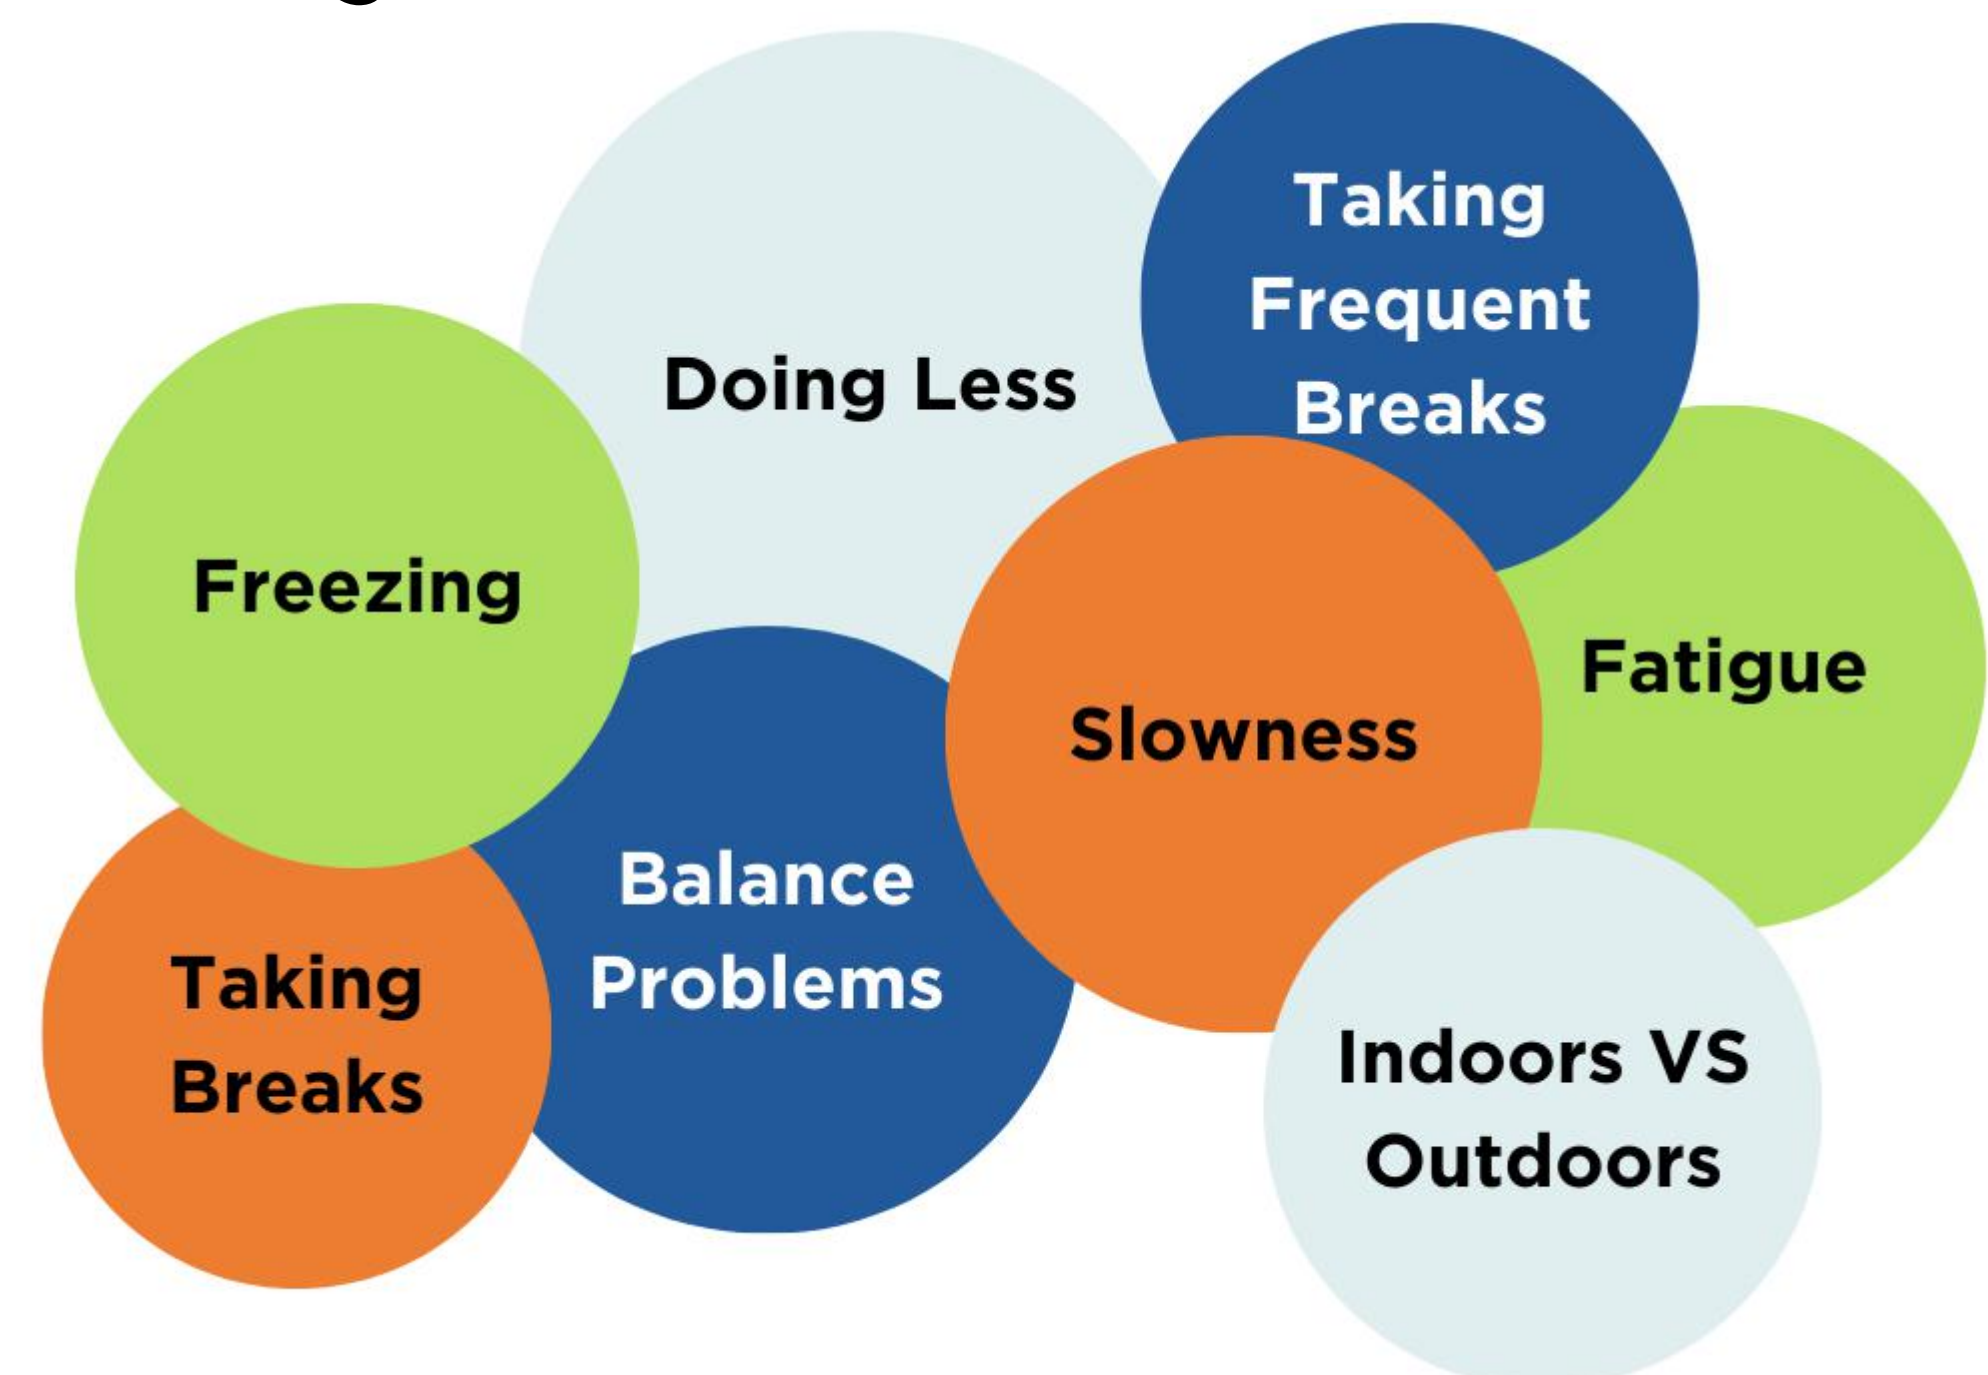 Taking
Frequent
Breaks
Doing Less
Freezing
Fatigue
Slowness
Balance
Problems
Taking
Breaks
Indoors VS
Outdoors